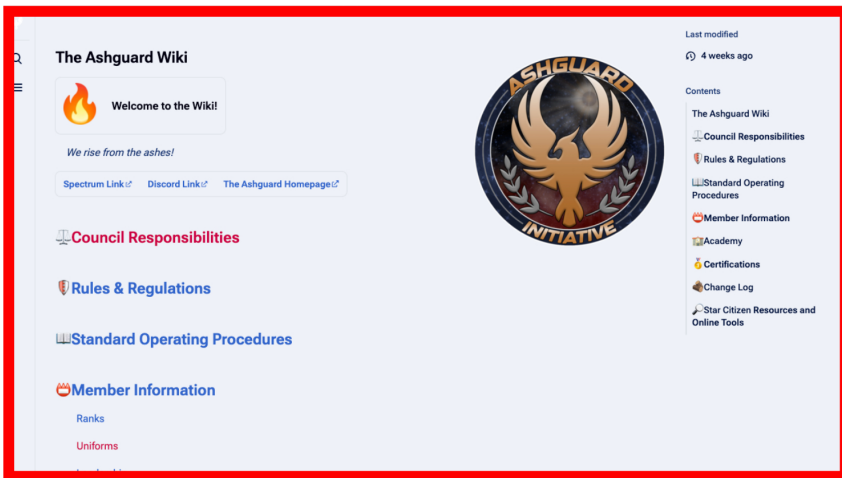 The Ashguard Wiki
Welcome to the Wiki!
We rise from the ashes!
Spectrum Link Discord Link The Ashguard Homepage
Council Responsibilities
Rules & Regulations
Standard Operating Procedures
Member Information
Ranks
Uniforms
ASHGUARD
INITIATIVE
Last modified
4 weeks ago
Contents
The Ashguard Wiki
Council Responsibilities
Rules & Regulations
Standard Operating
Procedures
Member Information
Academy
Certifications
Change Log
Star Citizen Resources and
Online Tools